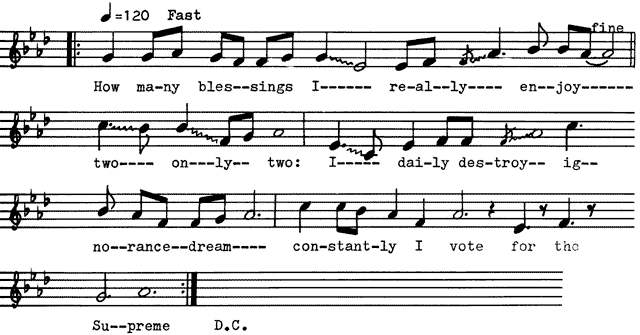 ♩=120 Fast
fine
How ma-ny bles--sings I------ re-al--ly---- en--joy------
two---- on---ly-- two: I----- dai-ly des-troy-- ig--
no--rance--dream---- con-stant-ly I vote for the
Su--preme D.C.